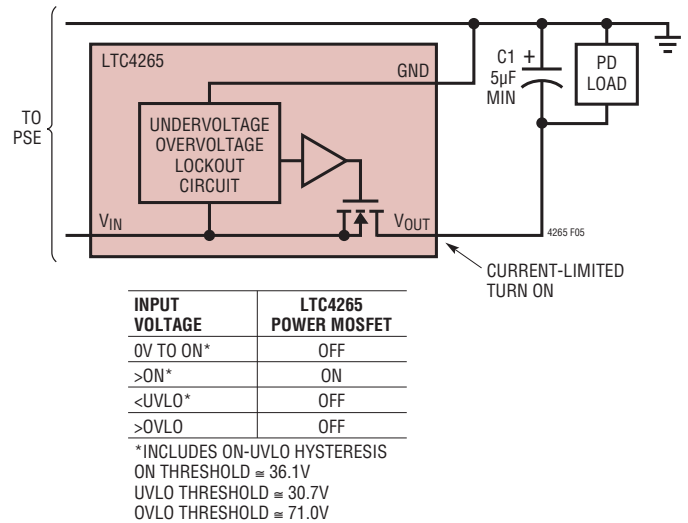 LTC4265
GND
C1 +
5µF
MIN
PD
LOAD
TO
PSE
UNDERVOLTAGE
OVERVOLTAGE
LOCKOUT
CIRCUIT
VIN
VOUT
4265 F05
CURRENT-LIMITED
TURN ON
INPUT VOLTAGE LTC4265 POWER MOSFET
0V TO ON* OFF
>ON* ON
<UVLO* OFF
>OVLO OFF
*INCLUDES ON-UVLO HYSTERESIS
ON THRESHOLD ≅ 36.1V
UVLO THRESHOLD ≅ 30.7V
OVLO THRESHOLD ≅ 71.0V